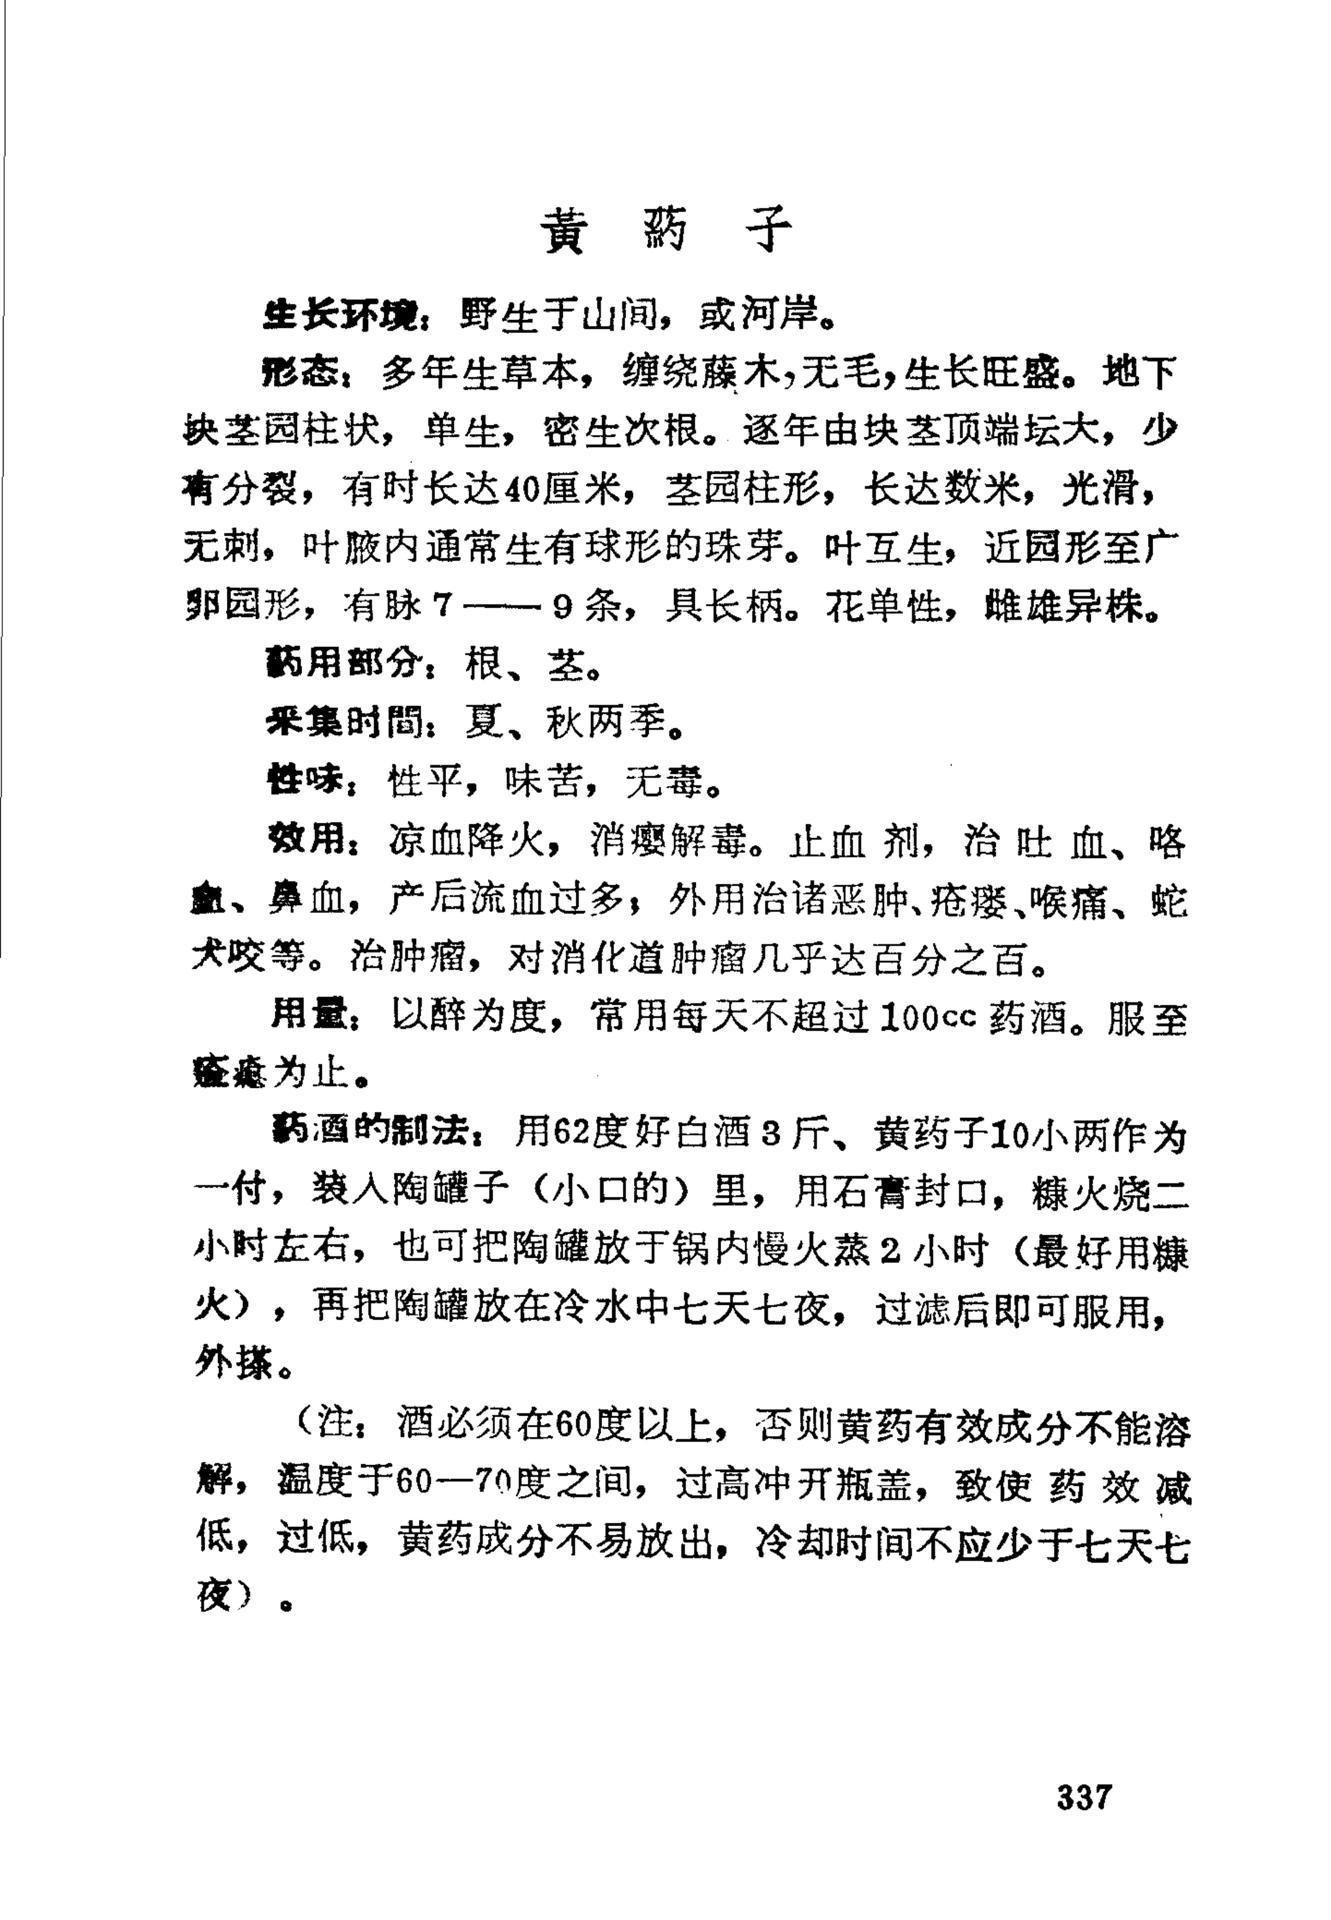 黄药子
生长环境：野生于山间，或河岸。
形态：多年生草本，缠绕藤木，无毛，生长旺盛。地下
块茎园柱状，单生，密生次根。逐年由块茎顶端坛大，少
有分裂，有时长达40厘米，茎园柱形，长达数米，光滑，
无刺，叶腋内通常生有球形的珠芽。叶互生，近园形至广
卵园形，有脉7——9条，具长柄。花单性，雌雄异株。
药用部分：根、茎。
采集时間：夏、秋两季。
性味：性平，味苦，无毒。
效用：凉血降火，消瘿解毒。止血剂，治吐血、咯
血、鼻血，产后流血过多；外用治诸恶肿、疮瘘、喉痛、蛇
犬咬等。治肿瘤，对消化道肿瘤几乎达百分之百。
用量：以醉为度，常用每天不超过100cc药酒。服至
痊愈为止。
药酒的制法：用62度好白酒3斤、黄药子10小两作为
一付，装入陶罐子（小口的）里，用石膏封口，糠火烧二
小时左右，也可把陶罐放于锅内慢火蒸2小时（最好用糠
火），再把陶罐放在冷水中七天七夜，过滤后即可服用，
外搽。
（注：酒必须在60度以上，否则黄药有效成分不能溶
解，温度于60—70度之间，过高冲开瓶盖，致使药效减
低，过低，黄药成分不易放出，冷却时间不应少于七天七
夜）。
337